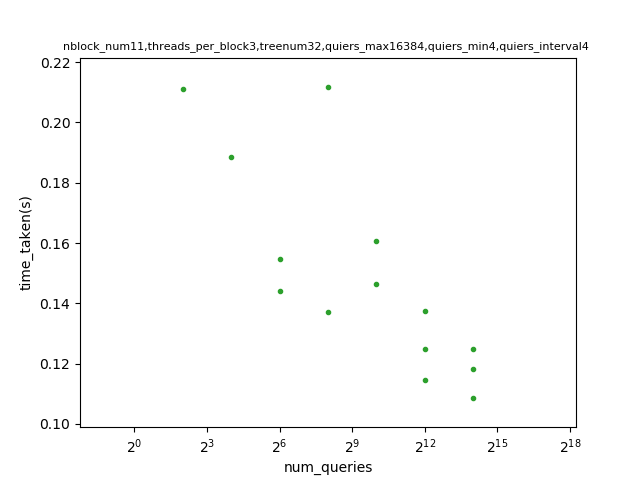 nblock_num11,threads_per_block3,treenum32,quiers_max16384,quiers_min4,quiers_interval4
0.22
0.20
0.18
0.16
0.14
0.12
0.10
time_taken(s)
2^0 2^3 2^6 2^9 2^12 2^15 2^18
num_queries